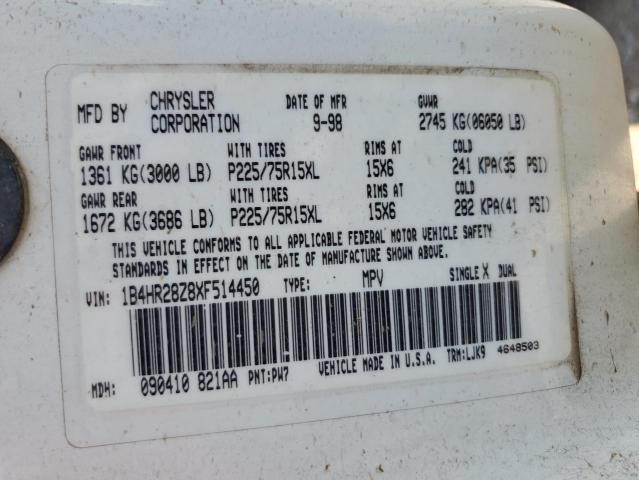 MFD BY CHRYSLER CORPORATION DATE OF MFR 9-98 GVWR 2745 KG(06050 LB)
GAWR FRONT WITH TIRES RIMS AT COLD
1361 KG(3000 LB) P225/75R15XL 15X6 241 KPA(35 PSI)
GAWR REAR WITH TIRES RIMS AT COLD
1672 KG(3686 LB) P225/75R15XL 15X6 282 KPA(41 PSI)
THIS VEHICLE CONFORMS TO ALL APPLICABLE FEDERAL MOTOR VEHICLE SAFETY
STANDARDS IN EFFECT ON THE DATE OF MANUFACTURE SHOWN ABOVE.
VIN: 1B4HR28Z8XF514450 TYPE: MPV SINGLE X DUAL
MDH: 090410 821AA PNT:PW7 VEHICLE MADE IN U.S.A. TRM:LJK9 4648503